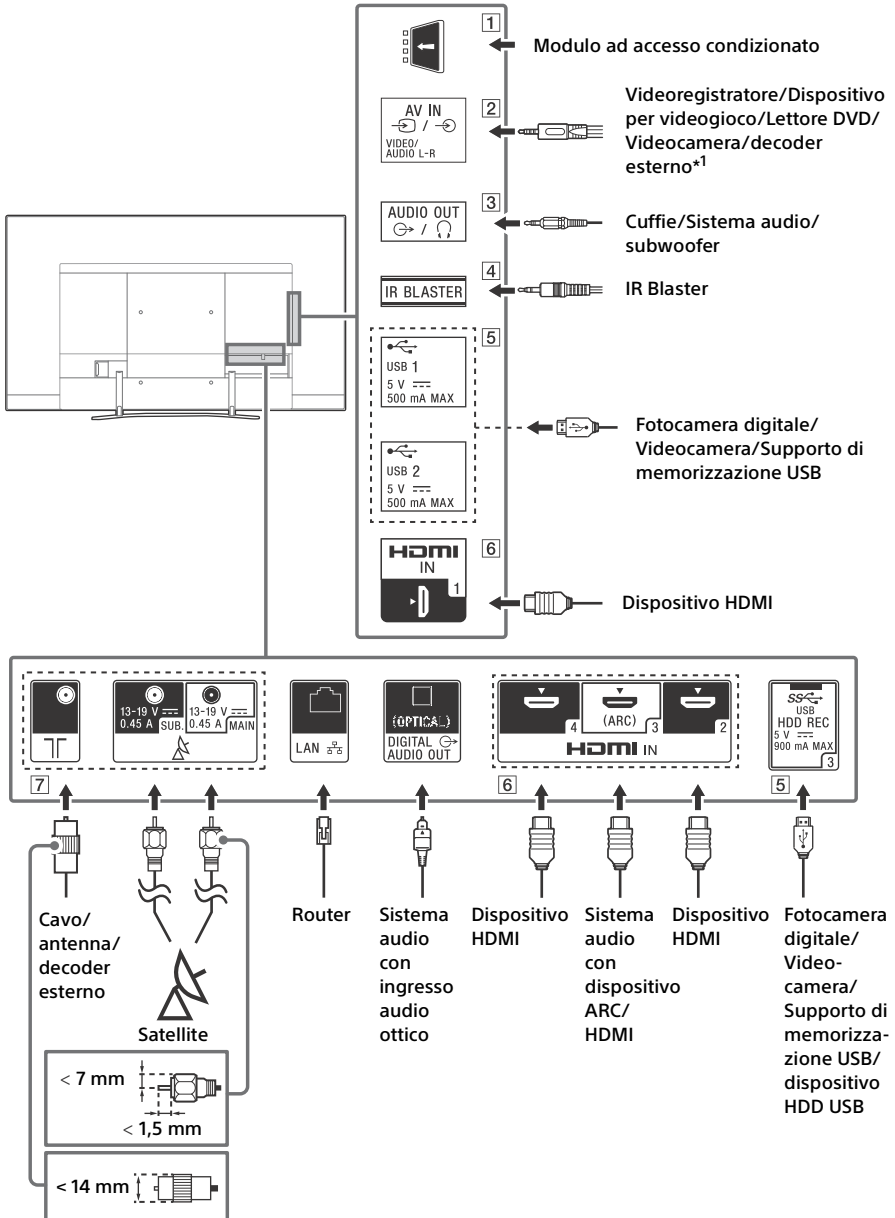 1
Modulo ad accesso condizionato
AV IN
/
VIDEO/
AUDIO L-R
2
Videoregistratore/Dispositivo
per videogioco/Lettore DVD/
Videocamera/decoder
esterno*1
AUDIO OUT
/
3
Cuffie/Sistema audio/
subwoofer
4
IR BLASTER
IR Blaster
5
USB 1
5 V
500 mA MAX
USB 2
5 V
500 mA MAX
Fotocamera digitale/
Videocamera/Supporto di
memorizzazione USB
HDMI
IN
1
6
Dispositivo HDMI
13-19 V
0.45 A
SUB
13-19 V
0.45 A
MAIN
LAN
(OPTICAL)
DIGITAL
AUDIO OUT
4
(ARC)
3
2
HDMI IN
SS
USB
HDD REC
5 V
900 mA MAX
3
7
6
5
Cavo/
antenna/
decoder
esterno
Satellite
Router
Sistema
audio
con
ingresso
audio
ottico
Dispositivo
HDMI
Sistema
audio
con
dispositivo
ARC/
HDMI
Dispositivo
HDMI
Fotocamera
digitale/
Video-
camera/
Supporto di
memorizza-
zione USB/
dispositivo
HDD USB
< 7 mm
< 1,5 mm
< 14 mm